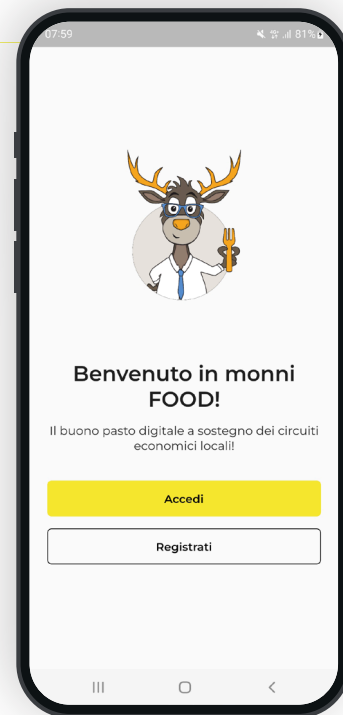 07:59
81%
Benvenuto in monni
FOOD!
Il buono pasto digitale a sostegno dei circuiti
economici locali!
Accedi
Registrati